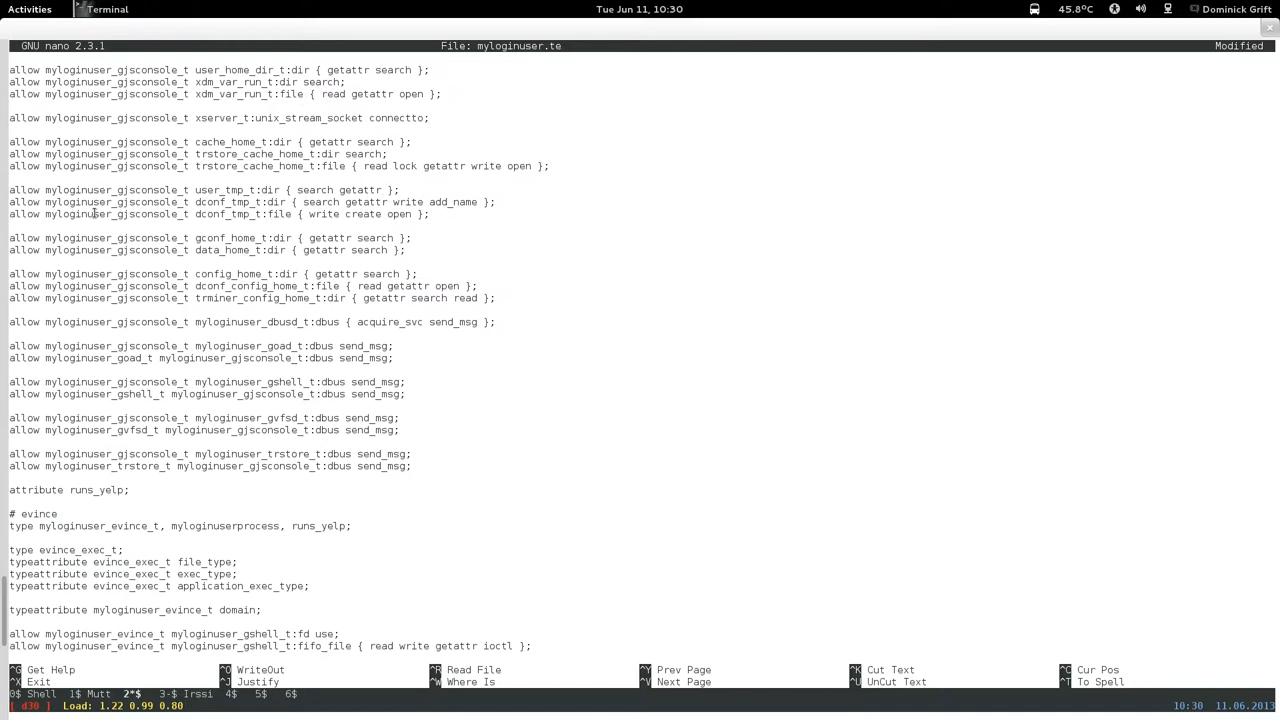 Activities Terminal Tue Jun 11, 10:30 45.8°C Dominick Grift
GNU nano 2.3.1 File: myloginuser.te Modified
allow myloginuser_gjsconsole_t user_home_dir_t:dir { getattr search };
allow myloginuser_gjsconsole_t xdm_var_run_t:dir search;
allow myloginuser_gjsconsole_t xdm_var_run_t:file { read getattr open };
allow myloginuser_gjsconsole_t xserver_t:unix_stream_socket connectto;
allow myloginuser_gjsconsole_t cache_home_t:dir { getattr search };
allow myloginuser_gjsconsole_t trstore_cache_home_t:dir search;
allow myloginuser_gjsconsole_t trstore_cache_home_t:file { read lock getattr write open };
allow myloginuser_gjsconsole_t user_tmp_t:dir { search getattr };
allow myloginuser_gjsconsole_t dconf_tmp_t:dir { search getattr write add_name };
allow myloginuser_gjsconsole_t dconf_tmp_t:file { write create open };
allow myloginuser_gjsconsole_t gconf_home_t:dir { getattr search };
allow myloginuser_gjsconsole_t data_home_t:dir { getattr search };
allow myloginuser_gjsconsole_t config_home_t:dir { getattr search };
allow myloginuser_gjsconsole_t dconf_config_home_t:file { read getattr open };
allow myloginuser_gjsconsole_t trminer_config_home_t:dir { getattr search read };
allow myloginuser_gjsconsole_t myloginuser_dbusd_t:dbus { acquire_svc send_msg };
allow myloginuser_gjsconsole_t myloginuser_goad_t:dbus send_msg;
allow myloginuser_goad_t myloginuser_gjsconsole_t:dbus send_msg;
allow myloginuser_gjsconsole_t myloginuser_gshell_t:dbus send_msg;
allow myloginuser_gshell_t myloginuser_gjsconsole_t:dbus send_msg;
allow myloginuser_gjsconsole_t myloginuser_gvfsd_t:dbus send_msg;
allow myloginuser_gvfsd_t myloginuser_gjsconsole_t:dbus send_msg;
allow myloginuser_gjsconsole_t myloginuser_trstore_t:dbus send_msg;
allow myloginuser_trstore_t myloginuser_gjsconsole_t:dbus send_msg;
attribute runs_yelp;
# evince
type myloginuser_evince_t, myloginuserprocess, runs_yelp;
type evince_exec_t;
typeattribute evince_exec_t file_type;
typeattribute evince_exec_t exec_type;
typeattribute evince_exec_t application_exec_type;
typeattribute myloginuser_evince_t domain;
allow myloginuser_evince_t myloginuser_gshell_t:fd use;
allow myloginuser_evince_t myloginuser_gshell_t:fifo_file { read write getattr ioctl };
^G Get Help ^O WriteOut ^R Read File ^Y Prev Page ^K Cut Text ^C Cur Pos
^X Exit ^J Justify ^W Where Is ^V Next Page ^U UnCut Text ^T To Spell
0$ Shell 1$ Mutt 2*$ 3-$ Irssi 4$ 5$ 6$
[ d30 ] Load: 1.22 0.99 0.80 10:30 11.06.2013